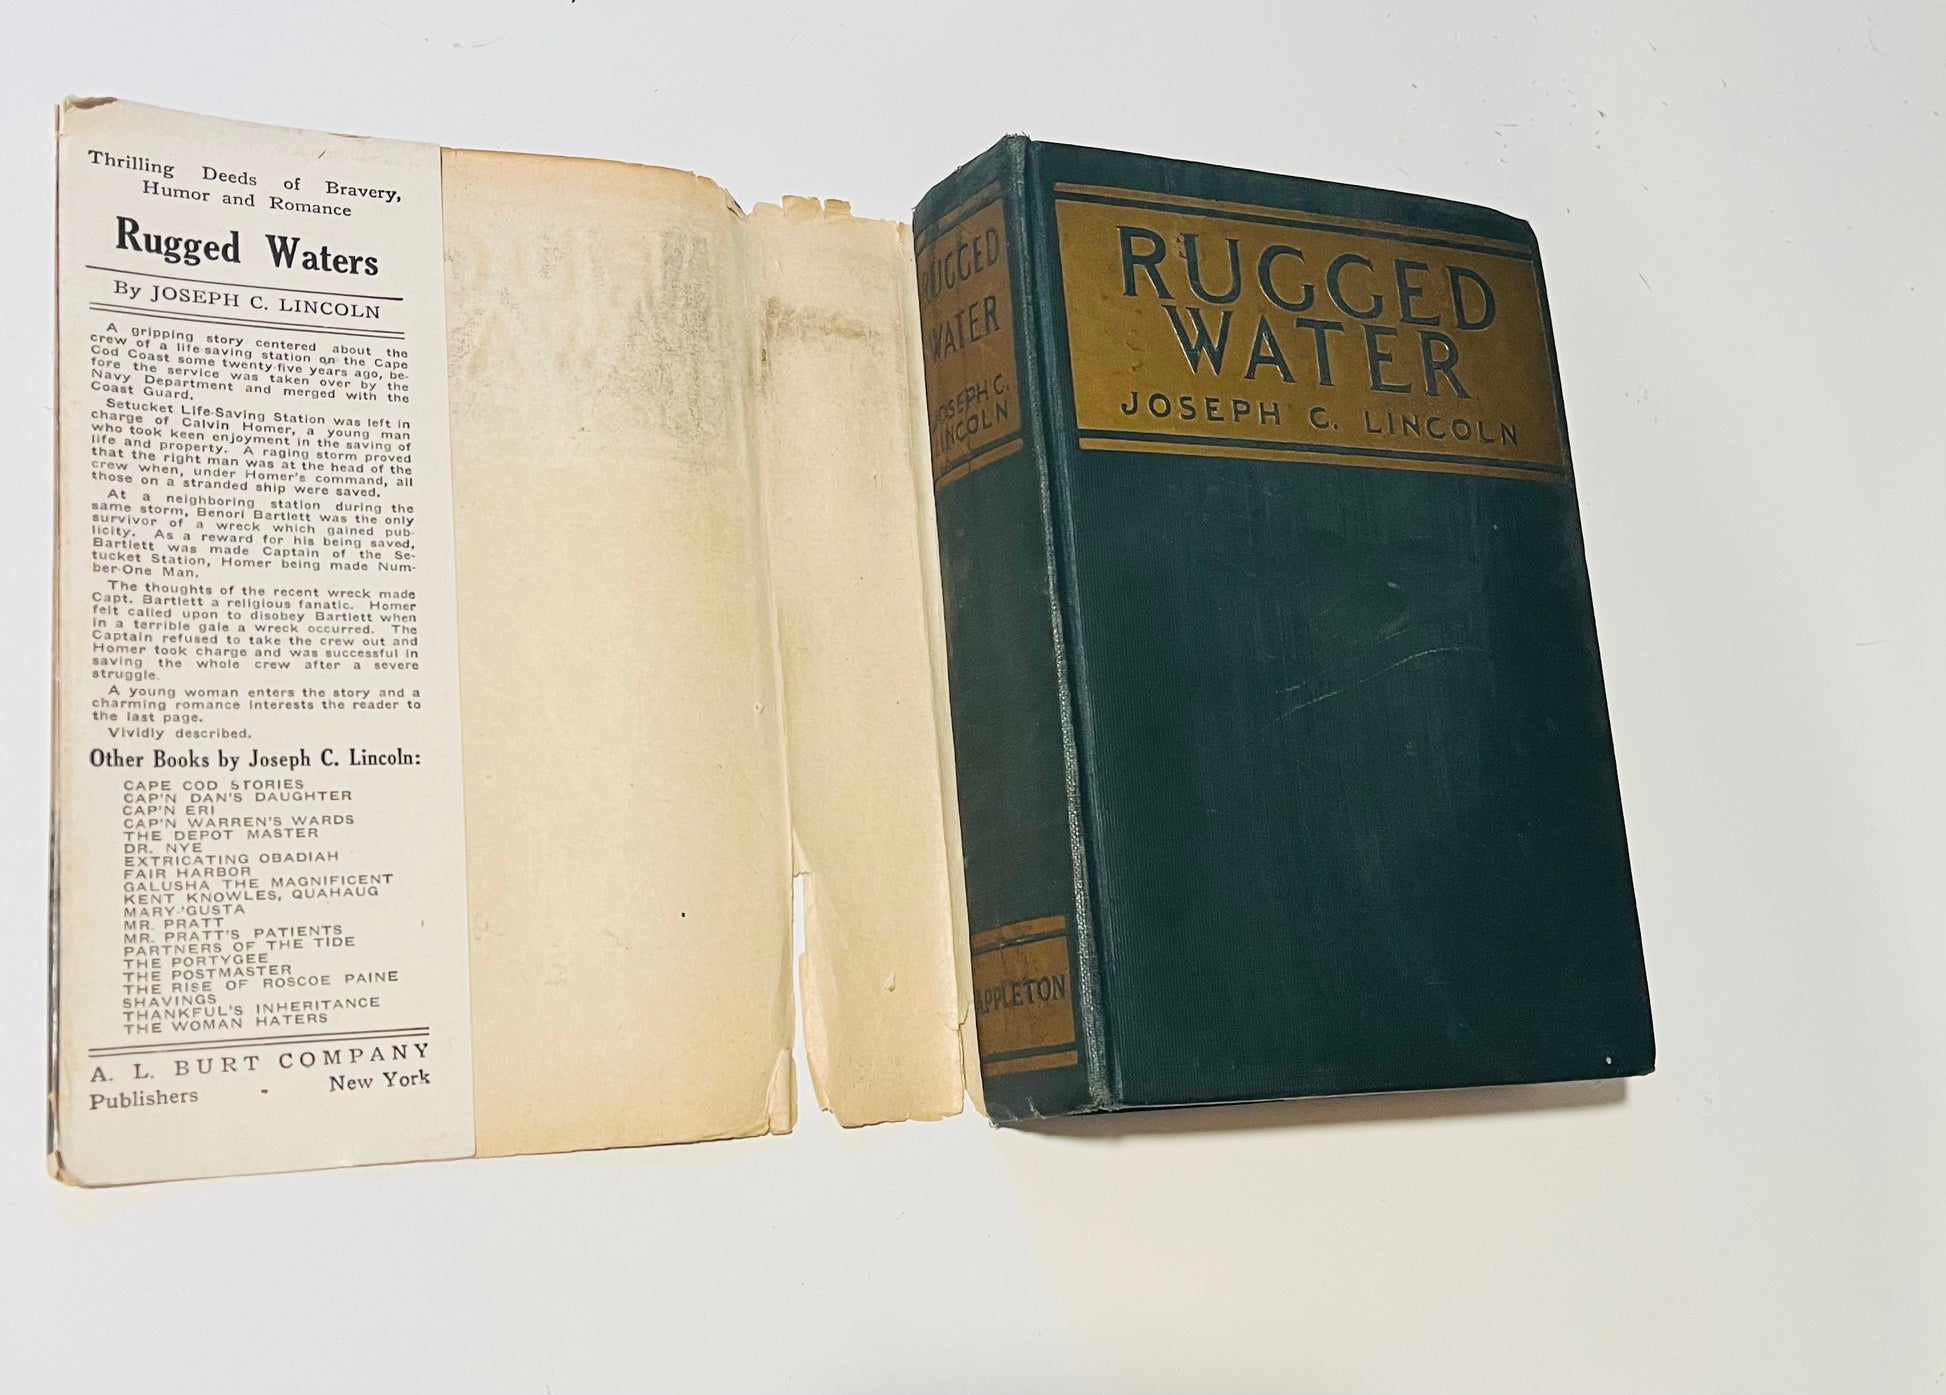 Thrilling Deeds of Bravery,
Humor and Romance
Rugged Waters
By JOSEPH C. LINCOLN
A gripping story centered about the
crew of a life-saving station on the Cape
Cod Coast some twenty-five years ago, be-
fore the service was taken over by the
Navy Department and merged with the
Coast Guard.
Setucket Life-Saving Station was left in
charge of Calvin Homer, a young man
who took keen enjoyment in the saving of
life and property. A raging storm proved
that the right man was at the head of the
crew when, under Homer's command, all
those on a stranded ship were saved.
At a neighboring station during the
same storm, Benori Bartlett was the only
survivor of a wreck which gained pub-
licity. As a reward for his being saved,
Bartlett was made Captain of the Se-
tucket Station, Homer being made Num-
ber-One Man.
The thoughts of the recent wreck made
Capt. Bartlett a religious fanatic. Homer
felt called upon to disobey Bartlett when
in a terrible gale a wreck occurred. The
Captain refused to take the crew out and
Homer took charge and was successful in
saving the whole crew after a severe
struggle.
A young woman enters the story and a
charming romance interests the reader to
the last page.
Vividly described.
Other Books by Joseph C. Lincoln:
CAPE COD STORIES
CAP'N DAN'S DAUGHTER
CAP'N ERI
CAP'N WARREN'S WARDS
THE DEPOT MASTER
DR. NYE
EXTRICATING OBADIAH
FAIR HARBOR
GALUSHA THE MAGNIFICENT
KENT KNOWLES, QUAHAUG
MARY-'GUSTA
MR. PRATT
MR. PRATT'S PATIENTS
PARTNERS OF THE TIDE
THE PORTYGEE
THE POSTMASTER
THE RISE OF ROSCOE PAINE
SHAVINGS
THANKFUL'S INHERITANCE
THE WOMAN HATERS
A. L. BURT COMPANY
Publishers - New York
RUGGED
WATER
JOSEPH C.
LINCOLN
APPLETON
RUGGED
WATER
JOSEPH C. LINCOLN